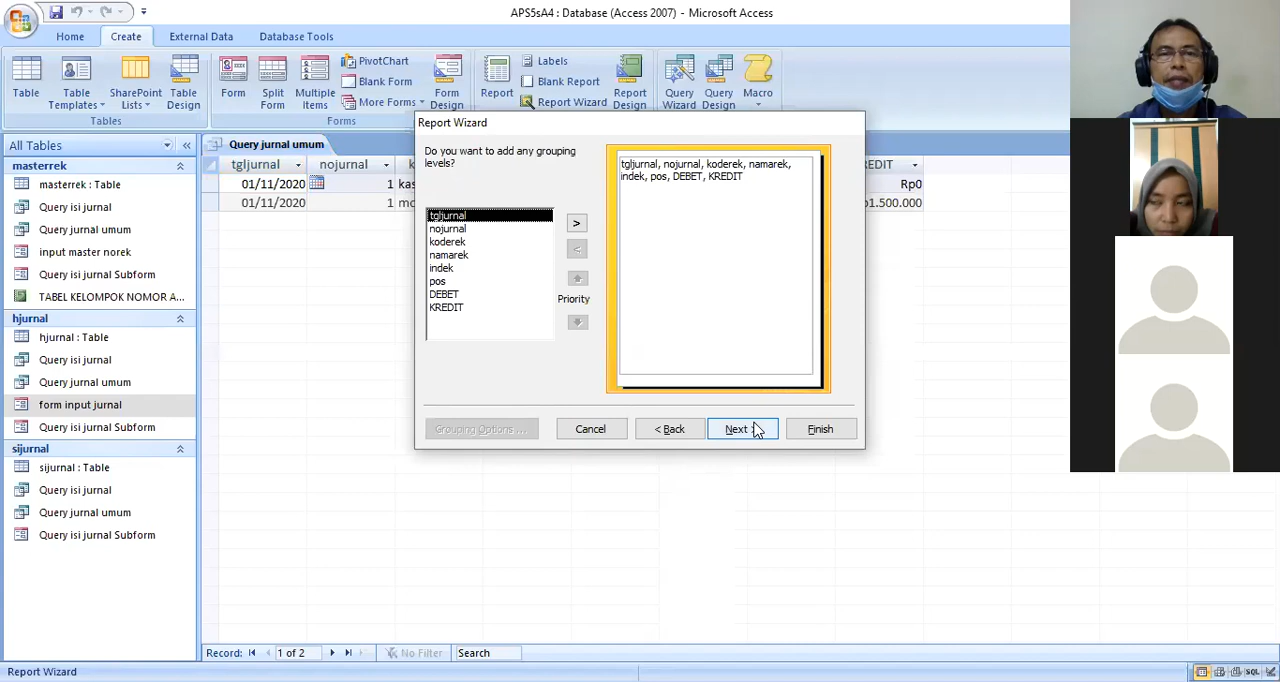 APS5sA4 : Database (Access 2007) - Microsoft Access
Home
Create
External Data
Database Tools
Table
Table Templates
SharePoint Lists
Table Design
Tables
Form
Split Form
Multiple Items
PivotChart
Blank Form
More Forms
Form Design
Forms
Report
Labels
Blank Report
Report Wizard
Report Design
Query Wizard
Query Design
Macro
All Tables
masterrek
masterrek : Table
Query isi jurnal
Query jurnal umum
input master norek
Query isi jurnal Subform
TABEL KELOMPOK NOMOR A...
hjurnal
hjurnal : Table
Query isi jurnal
Query jurnal umum
form input jurnal
Query isi jurnal Subform
sijurnal
sijurnal : Table
Query isi jurnal
Query jurnal umum
Query isi jurnal Subform
Query jurnal umum
tgljurnal
nojurnal
01/11/2020
1
Rp0
01/11/2020
1
Report Wizard
Do you want to add any grouping
levels?
tgljurnal
nojurnal
koderek
namarek
indek
pos
DEBET
KREDIT
>
<
Priority
tgljurnal, nojurnal, koderek, namarek,
indek, pos, DEBET, KREDIT
Grouping Options ...
Cancel
< Back
Next >
Finish
Record:
1 of 2
No Filter
Search
Report Wizard
SQL